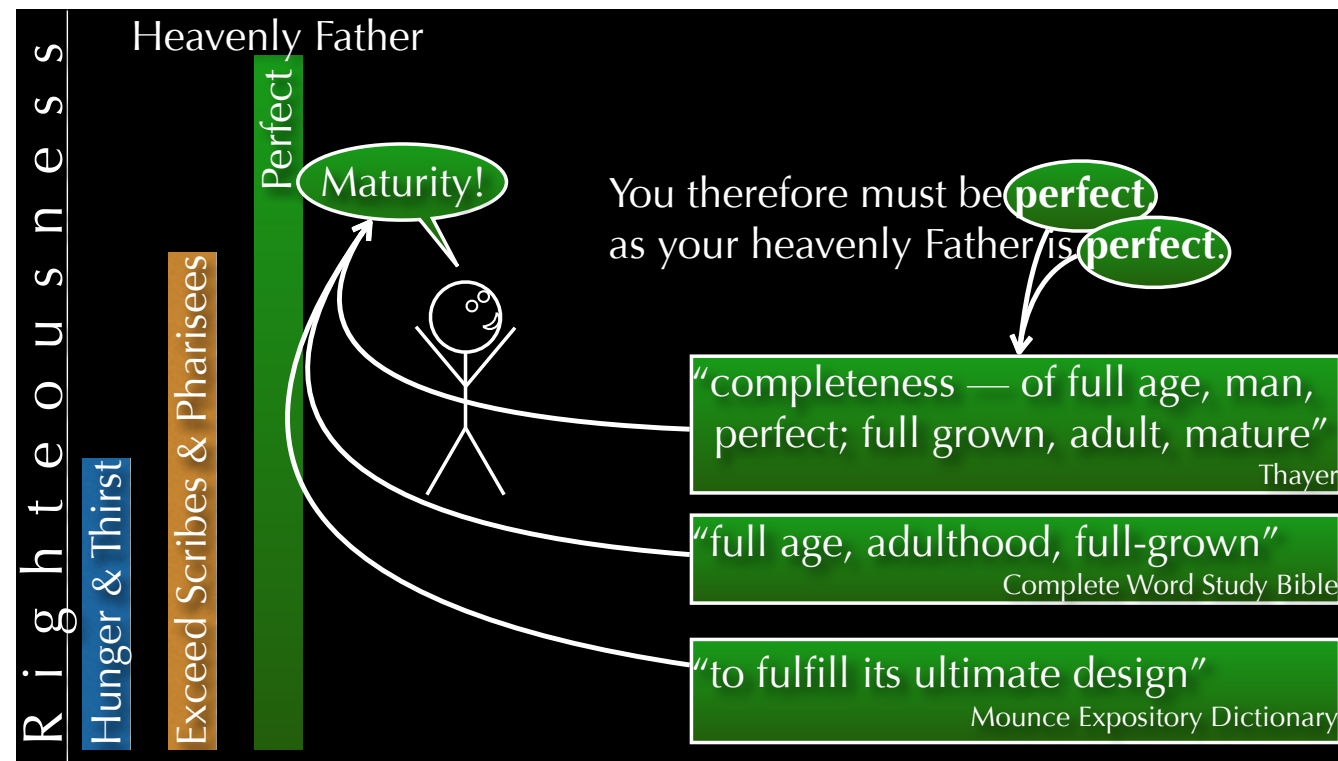 Righteousness
Heavenly Father
Hunger & Thirst
Exceed Scribes & Pharisees
Perfect
Maturity!
You therefore must be perfect,
as your heavenly Father is perfect.
“completeness — of full age, man,
perfect; full grown, adult, mature”
Thayer
“full age, adulthood, full-grown”
Complete Word Study Bible
“to fulfill its ultimate design”
Mounce Expository Dictionary